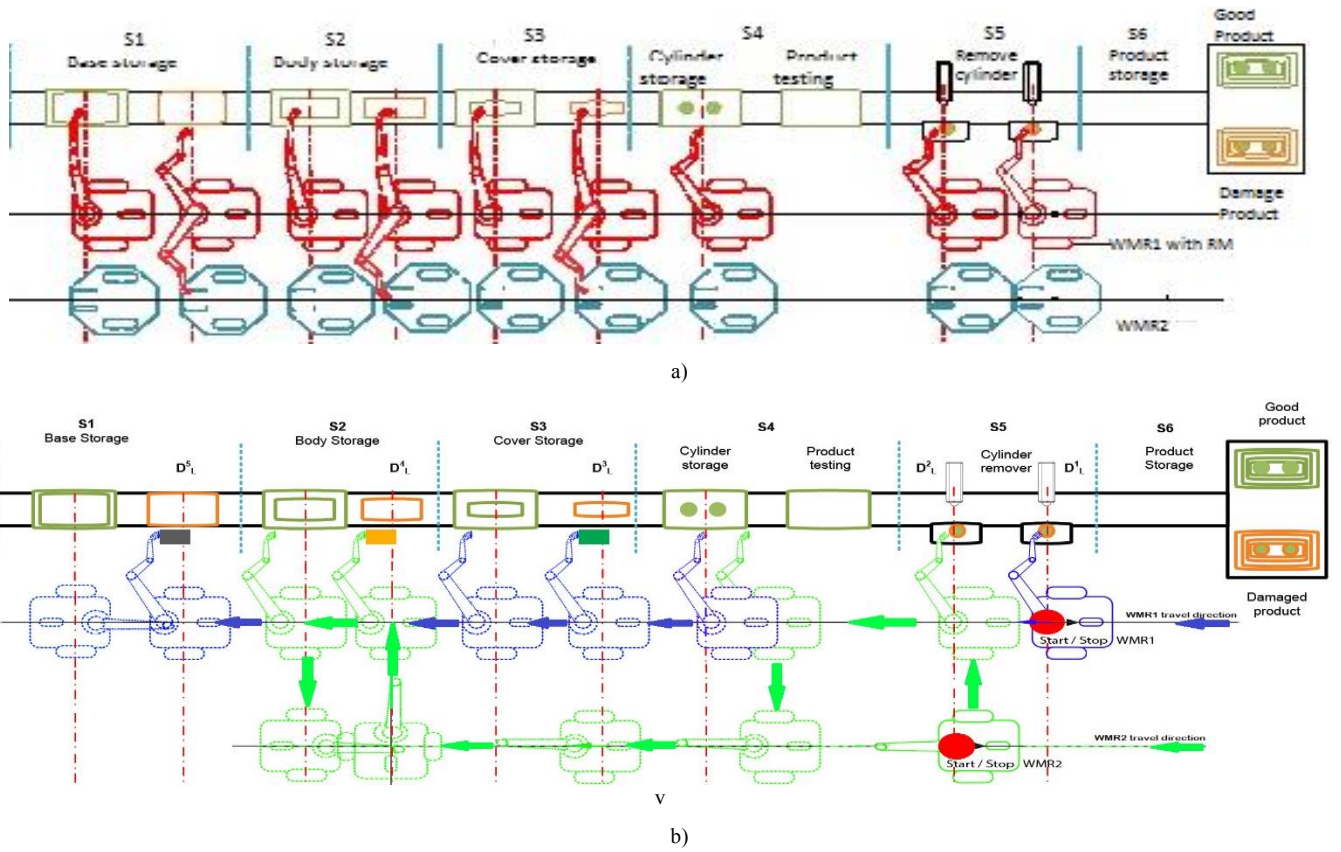 S1
Base storage
S2
Body storage
S3
Cover storage
S4
Cylinder
storage
Product
testing
S5
Remove
cylinder
S6
Product
storage
Good
Product
Damage
Product
WMR1 with RM
WMR2
a)
S1
Base Storage
D⁵L
S2
Body Storage
D⁴L
S3
Cover Storage
D³L
S4
Cylinder
storage
Product
testing
S5
D²L
Cylinder
remover
D¹L
S6
Product
Storage
Good
product
Damaged
product
WMR1 travel direction
Start / Stop WMR1
WMR2 travel direction
Start / Stop WMR2
v
b)